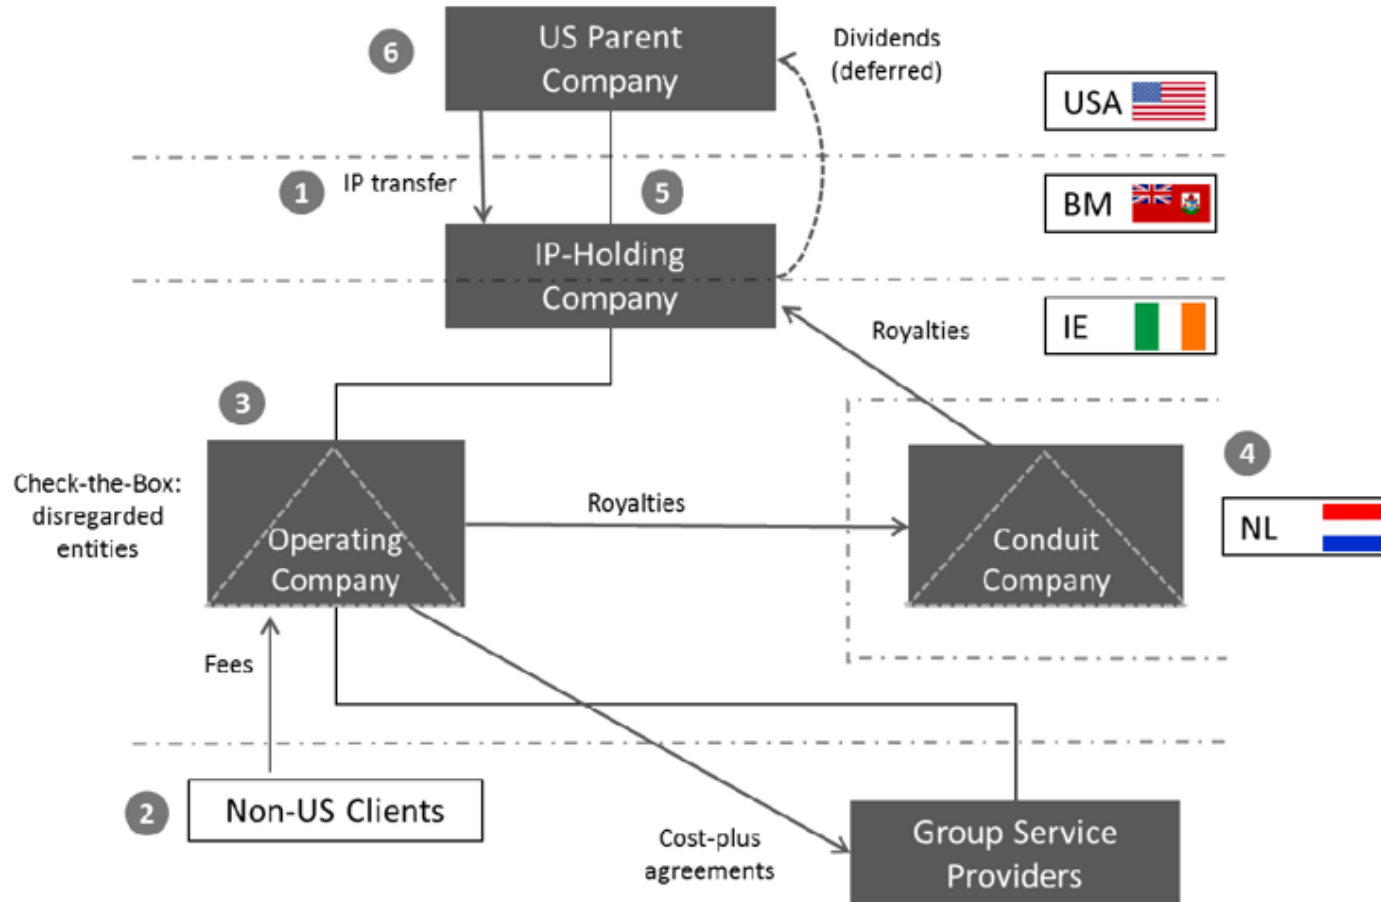 6
US Parent
Company
Dividends
(deferred)
USA
1
IP transfer
5
BM
IP-Holding
Company
IE
Royalties
3
4
Check-the-Box:
disregarded
entities
Operating
Company
Royalties
Conduit
Company
NL
Fees
2
Non-US Clients
Cost-plus
agreements
Group Service
Providers